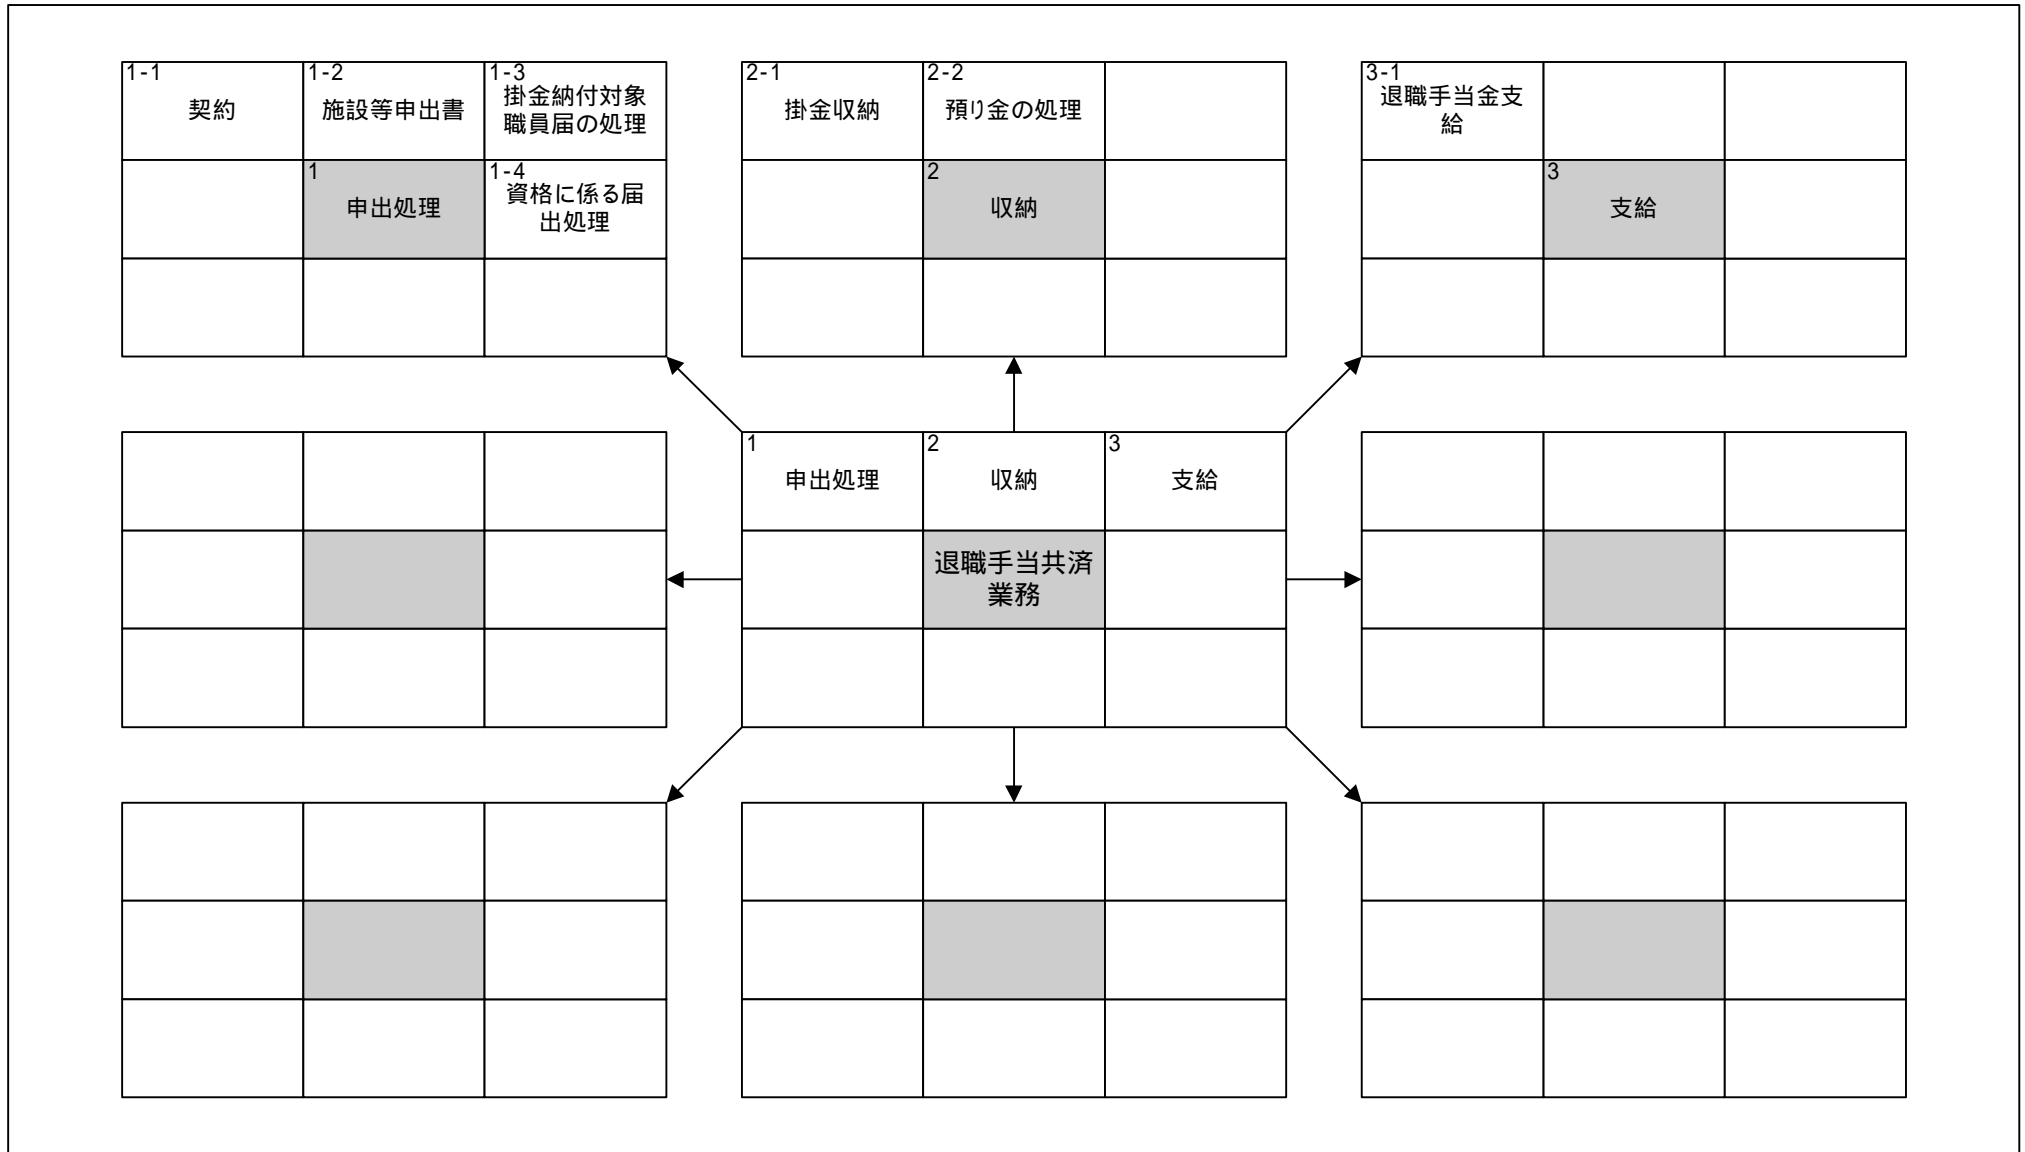 1-1
契約
1-2
施設等申出書
1-3
掛金納付対象
職員届の処理
1
申出処理
1-4
資格に係る届
出処理
2-1
掛金収納
2-2
預り金の処理
2
収納
3-1
退職手当金支
給
3
支給
1
申出処理
2
収納
3
支給
退職手当共済
業務